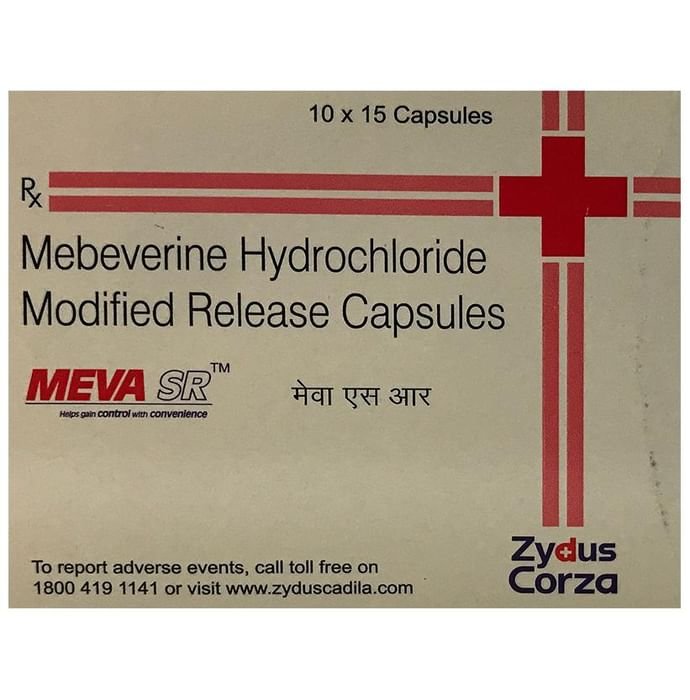 10 x 15 Capsules
Rx
Mebeverine Hydrochloride
Modified Release Capsules
MEVA SR™
मेवा एस आर
Helps gain control with convenience
To report adverse events, call toll free on
1800 419 1141 or visit www.zyduscadila.com
Zydus
Corza